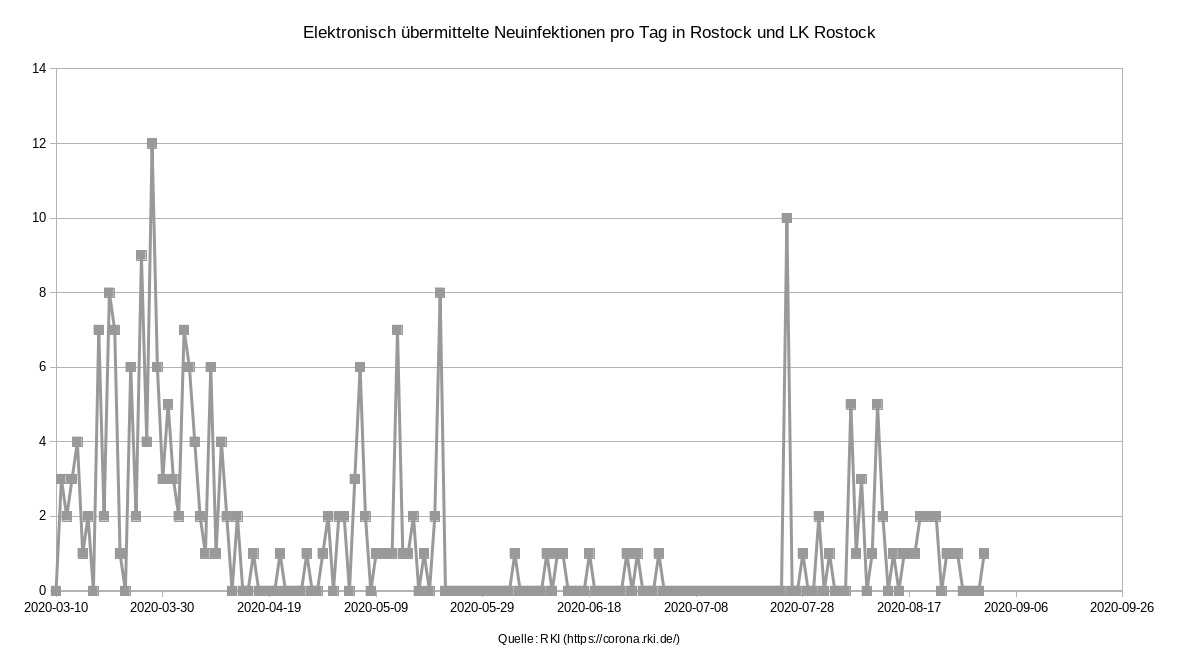 Elektronisch übermittelte Neuinfektionen pro Tag in Rostock und LK Rostock
14
12
10
8
6
4
2
0
2020-03-10 2020-03-30 2020-04-19 2020-05-09 2020-05-29 2020-06-18 2020-07-08 2020-07-28 2020-08-17 2020-09-06 2020-09-26
Quelle: RKI (https://corona.rki.de/)